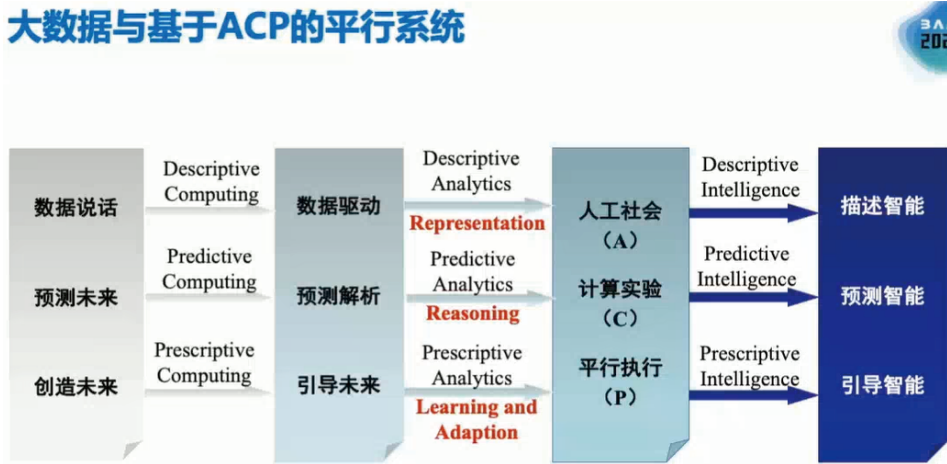 大数据与基于ACP的平行系统
BA
202
数据说话
预测未来
创造未来
Descriptive
Computing
Predictive
Computing
Prescriptive
Computing
数据驱动
预测解析
引导未来
Descriptive
Analytics
Representation
Predictive
Analytics
Reasoning
Prescriptive
Analytics
Learning and
Adaption
人工社会
（A）
计算实验
（C）
平行执行
（P）
Descriptive
Intelligence
Predictive
Intelligence
Prescriptive
Intelligence
描述智能
预测智能
引导智能